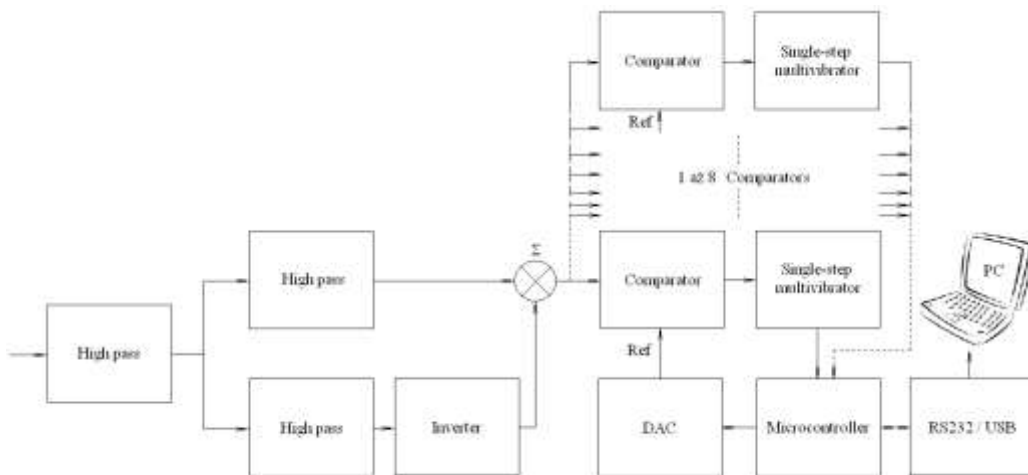 Comparator
Single-step
multivibrator
Ref
1 až 8 Comparators
Σ
High pass
Comparator
Single-step
multivibrator
PC
High pass
Ref
High pass
Inverter
DAC
Microcontroller
RS232 / USB